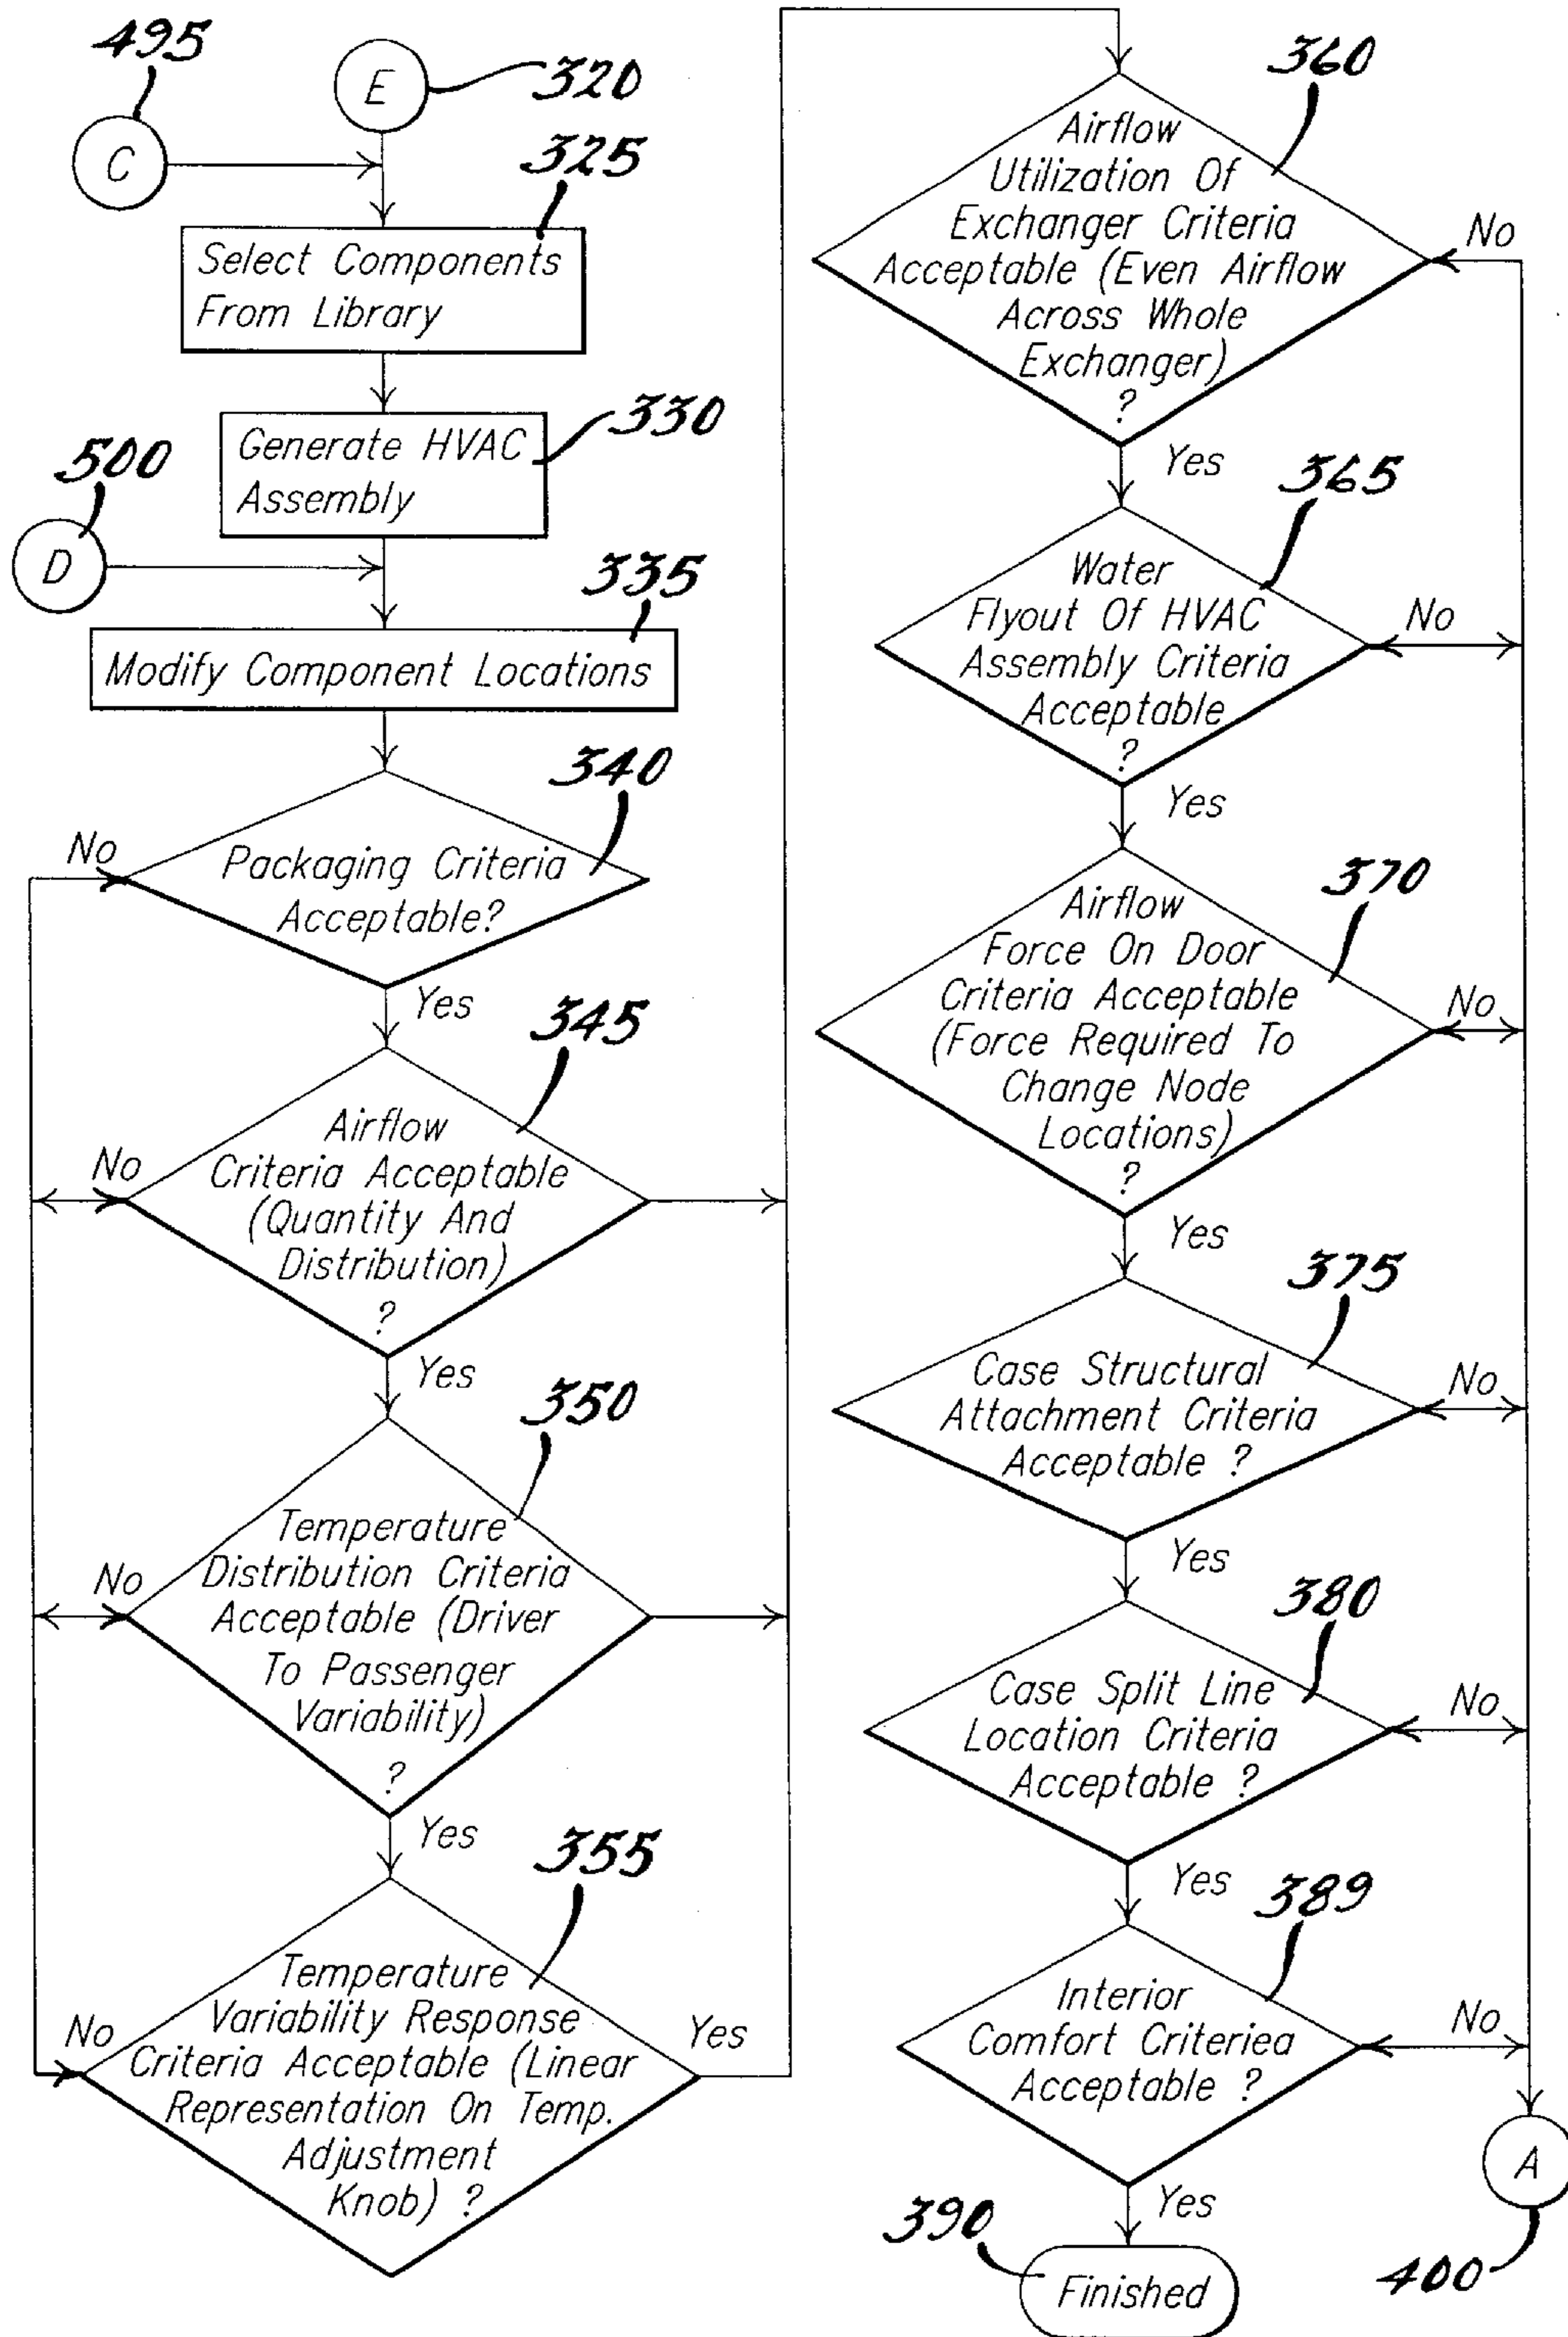 495
E
320
C
325
Select Components
From Library
330
Generate HVAC
Assembly
500
D
335
Modify Component Locations
340
No
Packaging Criteria
Acceptable?
Yes
345
No
Airflow
Criteria Acceptable
(Quantity And
Distribution)
?
Yes
350
No
Temperature
Distribution Criteria
Acceptable (Driver
To Passenger
Variability)
?
Yes
355
No
Temperature
Variability Response
Criteria Acceptable (Linear
Representation On Temp.
Adjustment
Knob) ?
Yes
360
Airflow
Utilization Of
Exchanger Criteria
Acceptable (Even Airflow
Across Whole
Exchanger)
?
No
Yes
365
Water
Flyout Of HVAC
Assembly Criteria
Acceptable
?
No
Yes
370
Airflow
Force On Door
Criteria Acceptable
(Force Required To
Change Node
Locations)
?
No
Yes
375
Case Structural
Attachment Criteria
Acceptable ?
No
Yes
380
Case Split Line
Location Criteria
Acceptable ?
No
Yes
389
Interior
Comfort Criteriea
Acceptable ?
No
Yes
A
390
Finished
400